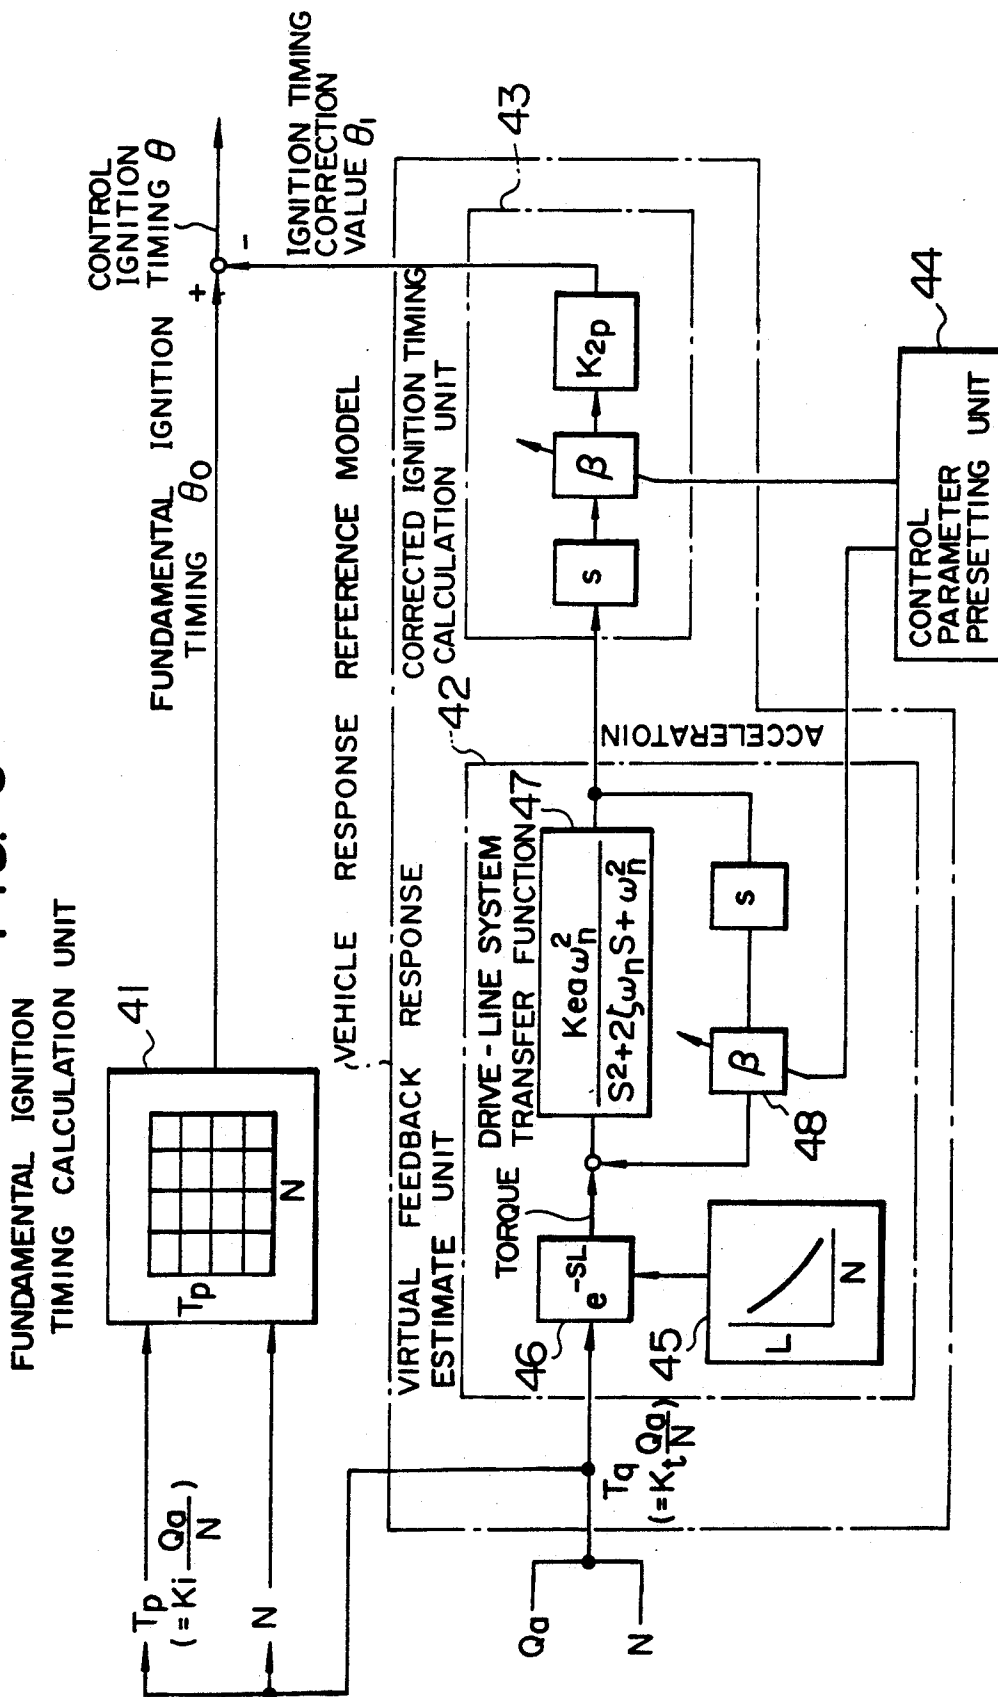 FUNDAMENTAL IGNITION
TIMING CALCULATION UNIT
41
Tp
N
Tp
(=Ki Qa/N)
N
FUNDAMENTAL IGNITION
TIMING θ0
CONTROL
IGNITION
TIMING θ
+
-
IGNITION TIMING
CORRECTION
VALUE θ1
VEHICLE RESPONSE REFERENCE MODEL
VIRTUAL FEEDBACK RESPONSE
ESTIMATE UNIT
42
CORRECTED IGNITION TIMING
CALCULATION UNIT
43
TORQUE
DRIVE-LINE SYSTEM
TRANSFER FUNCTION
47
Kea ωn²
S²+2ζωnS+ωn²
e-SL
46
45
L
N
β
48
s
ACCELERATOIN
s
β
K2p
Qa
N
Tq
(=Kt Qa/N)
44
CONTROL
PARAMETER
PRESETTING UNIT